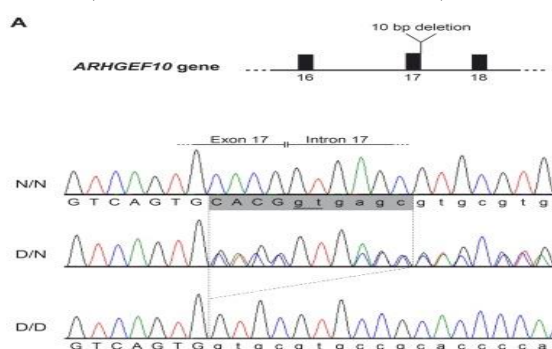 A
10 bp deletion
ARHGEF10 gene
16 17 18
Exon 17 Intron 17
N/N
G T C A G T G C A C G g t g a g c g t g c g t g
D/N
D/D
G T C A G T G g t g c g t g c c g c a c c c c a